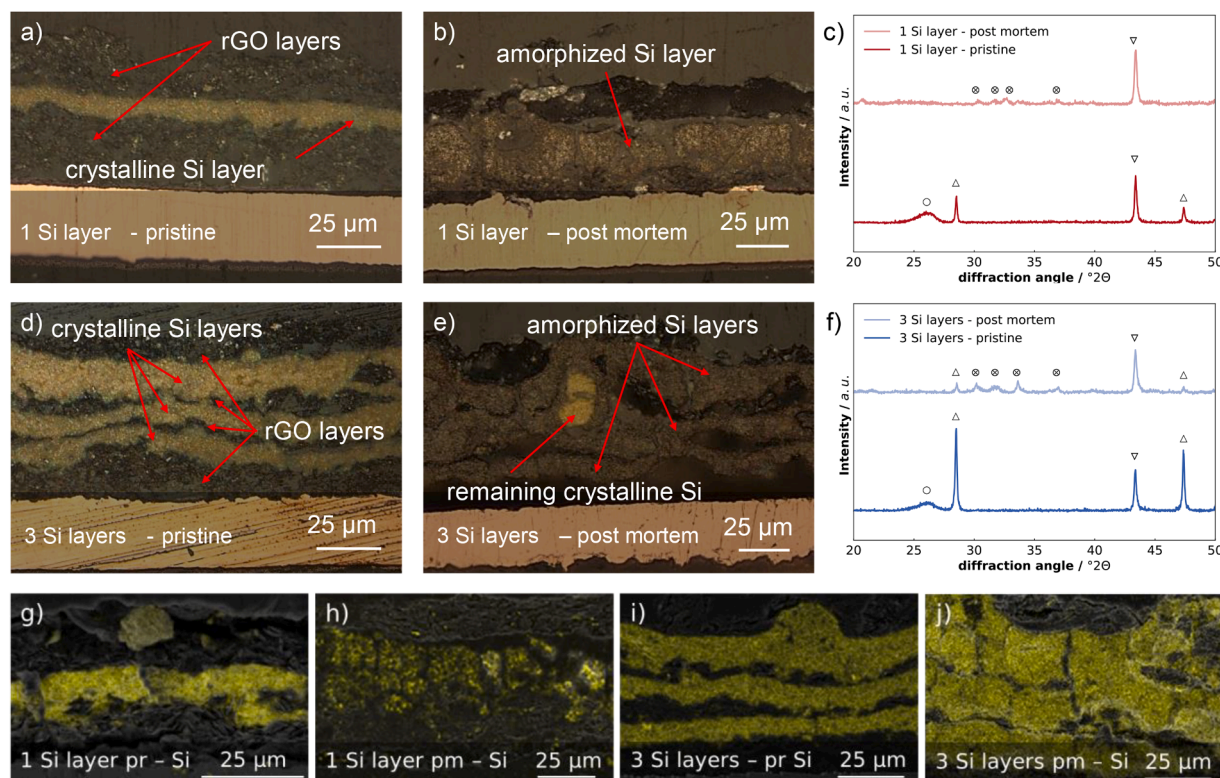 a)
rGO layers
crystalline Si layer
1 Si layer - pristine
25 µm
b)
amorphized Si layer
1 Si layer – post mortem
25 µm
c)
1 Si layer - post mortem
1 Si layer - pristine
Intensity / a.u.
20 25 30 35 40 45 50
diffraction angle / °2Θ
d)
crystalline Si layers
rGO layers
3 Si layers - pristine
25 µm
e)
amorphized Si layers
remaining crystalline Si
3 Si layers – post mortem
25 µm
f)
3 Si layers - post mortem
3 Si layers - pristine
Intensity / a.u.
20 25 30 35 40 45 50
diffraction angle / °2Θ
g)
1 Si layer pr – Si 25 µm
h)
1 Si layer pm – Si 25 µm
i)
3 Si layers – pr Si 25 µm
j)
3 Si layers pm – Si 25 µm